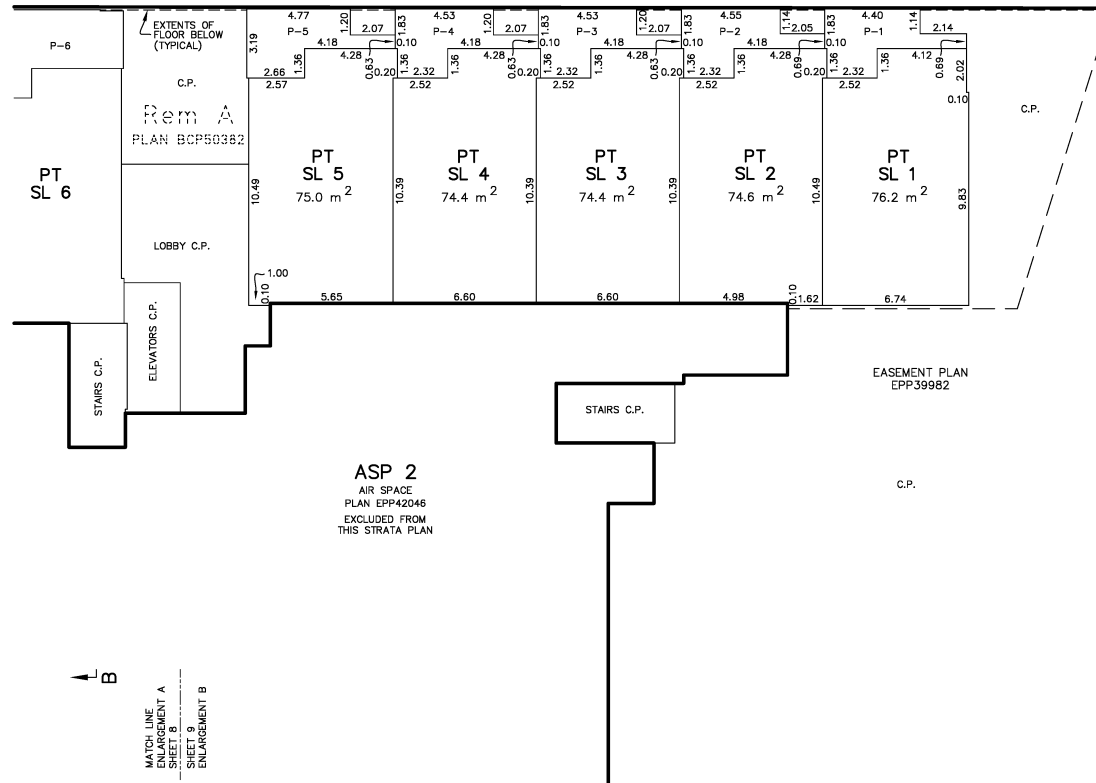 EXTENTS OF
FLOOR BELOW
(TYPICAL)
P-6
3.19
4.77
P-5
1.20
2.07
1.83
4.18
0.10
4.28
0.63
0.20
1.36
2.66
2.57
4.53
P-4
1.20
2.07
1.83
4.18
0.10
4.28
0.63
0.20
1.36
1.36
2.32
2.52
4.53
P-3
1.20
2.07
1.83
4.18
0.10
4.28
0.63
0.20
1.36
1.36
2.32
2.52
4.55
P-2
1.14
2.05
1.83
4.18
0.10
4.28
0.69
0.20
1.36
1.36
2.32
2.52
4.40
P-1
1.14
2.14
4.12
0.69
2.02
0.10
1.36
1.36
2.32
2.52
C.P.
C.P.
Rem A
PLAN BCP50382
PT
SL 6
PT
SL 5
75.0 m2
PT
SL 4
74.4 m2
PT
SL 3
74.4 m2
PT
SL 2
74.6 m2
PT
SL 1
76.2 m2
10.49
10.39
10.39
10.39
10.49
9.83
LOBBY C.P.
1.00
0.10
5.65
6.60
6.60
4.98
0.10
1.62
6.74
ELEVATORS C.P.
STAIRS C.P.
STAIRS C.P.
EASEMENT PLAN
EPP39982
C.P.
ASP 2
AIR SPACE
PLAN EPP42046
EXCLUDED FROM
THIS STRATA PLAN
B
MATCH LINE
ENLARGEMENT A
SHEET 8
SHEET 9
ENLARGEMENT B